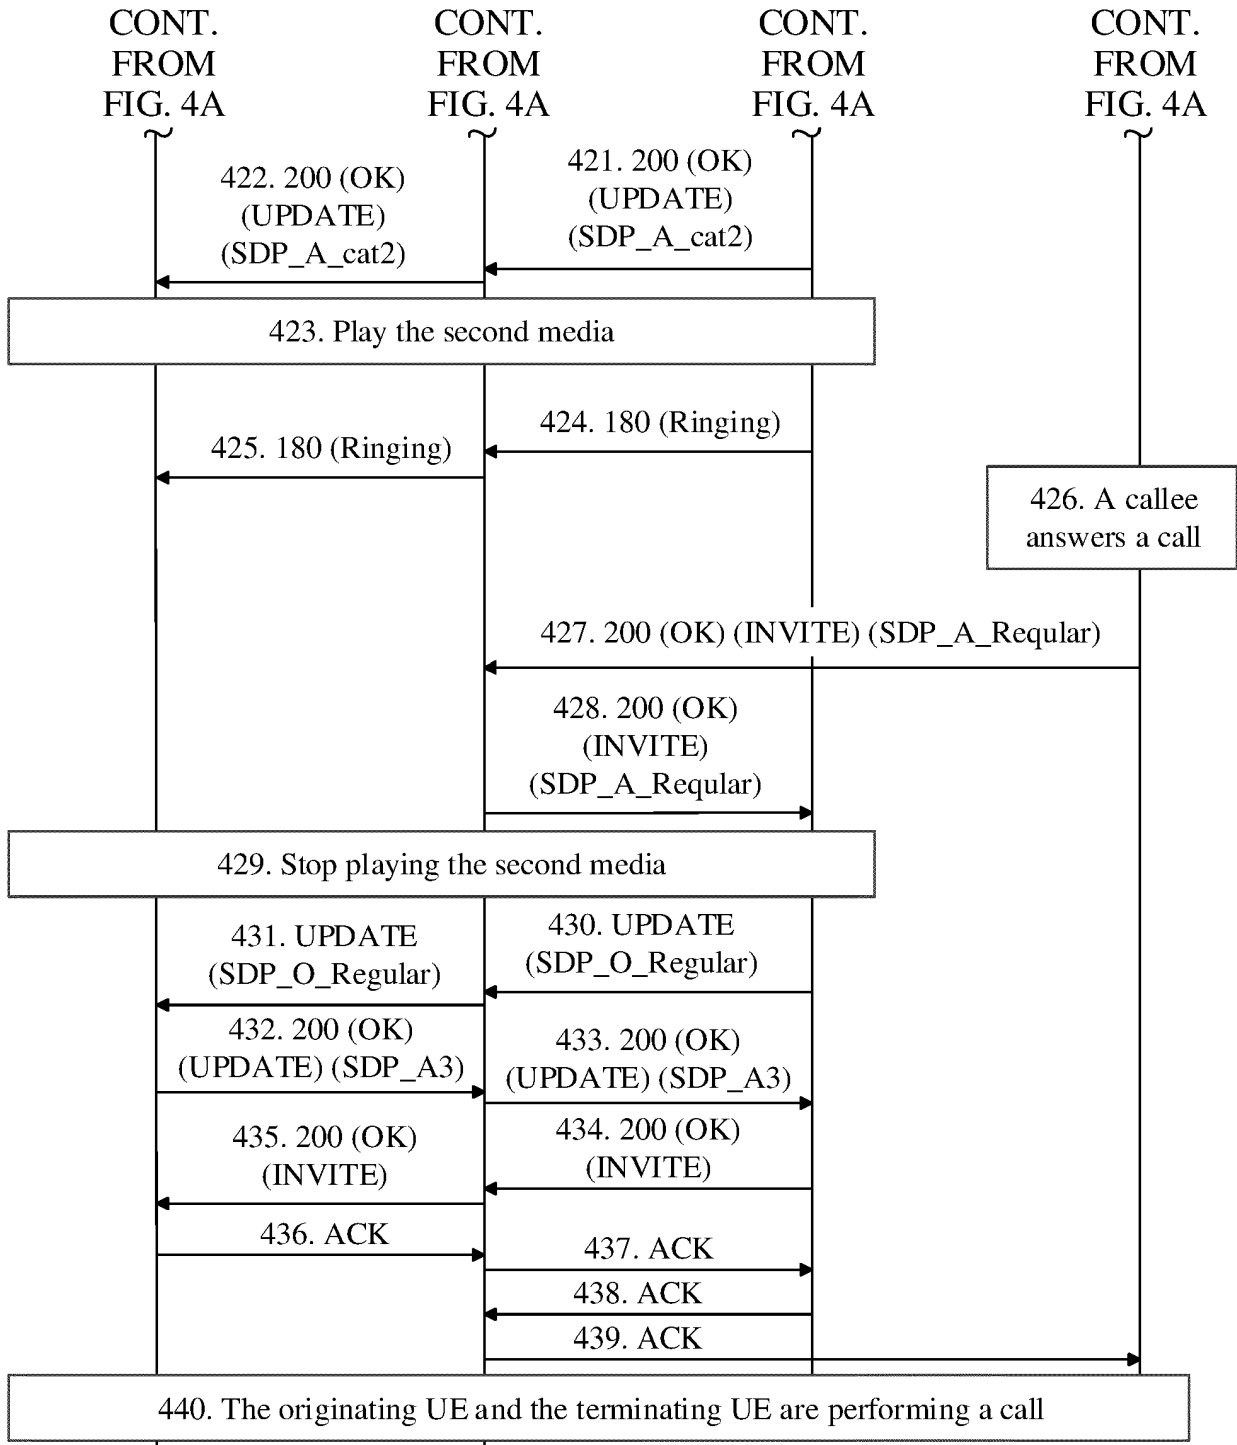 CONT.
FROM
FIG. 4A
CONT.
FROM
FIG. 4A
CONT.
FROM
FIG. 4A
CONT.
FROM
FIG. 4A
421. 200 (OK)
(UPDATE)
(SDP_A_cat2)
422. 200 (OK)
(UPDATE)
(SDP_A_cat2)
423. Play the second media
424. 180 (Ringing)
425. 180 (Ringing)
426. A callee
answers a call
427. 200 (OK) (INVITE) (SDP_A_Reqular)
428. 200 (OK)
(INVITE)
(SDP_A_Reqular)
429. Stop playing the second media
430. UPDATE
(SDP_O_Regular)
431. UPDATE
(SDP_O_Regular)
432. 200 (OK)
(UPDATE) (SDP_A3)
433. 200 (OK)
(UPDATE) (SDP_A3)
434. 200 (OK)
(INVITE)
435. 200 (OK)
(INVITE)
436. ACK
437. ACK
438. ACK
439. ACK
440. The originating UE and the terminating UE are performing a call